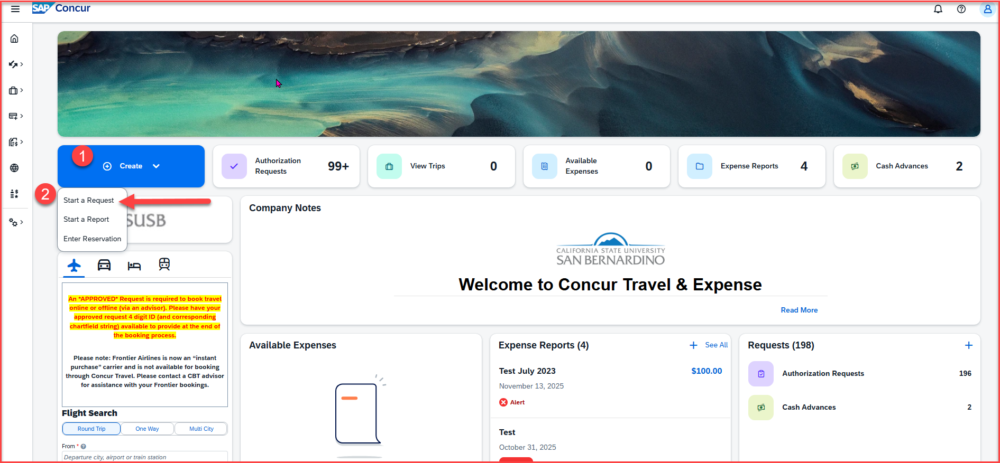 SAP Concur
1
Create
Authorization
Requests
99+
View Trips
0
Available
Expenses
0
Expense Reports
4
Cash Advances
2
2
Start a Request
Start a Report
Enter Reservation
SUSB
Company Notes
CALIFORNIA STATE UNIVERSITY
SAN BERNARDINO
Welcome to Concur Travel & Expense
Read More
An *APPROVED* Request is required to book travel
online or offline (via an advisor). Please have your
approved request 4 digit ID (and corresponding
chartfield string) available to provide at the end of
the booking process.
Please note: Frontier Airlines is now an “instant
purchase” carrier and is not available for booking
through Concur Travel. Please contact a CBT advisor
for assistance with your Frontier bookings.
Flight Search
Round Trip
One Way
Multi City
From *
Departure city, airport or train station
Available Expenses
Expense Reports (4)
See All
Test July 2023
$100.00
November 13, 2025
Alert
Test
October 31, 2025
Requests (198)
Authorization Requests
196
Cash Advances
2